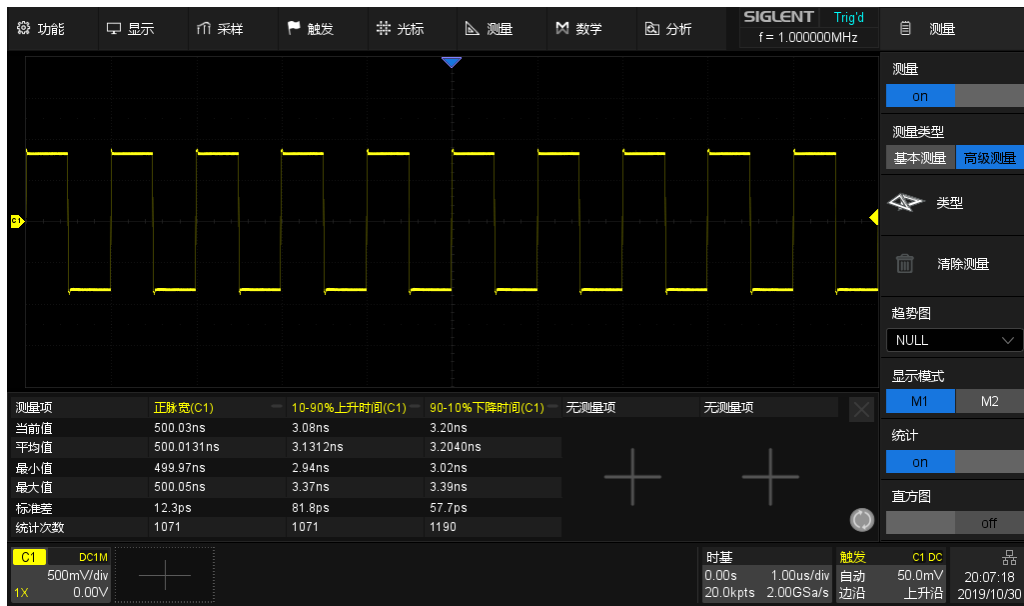 功能 显示 采样 触发 光标 测量 数学 分析 SIGLENT Trig'd 测量
f = 1.000000MHz
测量
on
测量类型
基本测量 高级测量
类型
C1
清除测量
趋势图
NULL
显示模式
M1 M2
统计
on
直方图
off
测量项 正脉宽(C1) 10-90%上升时间(C1) 90-10%下降时间(C1) 无测量项 无测量项
当前值 500.03ns 3.08ns 3.20ns
平均值 500.0131ns 3.1312ns 3.2040ns
最小值 499.97ns 2.94ns 3.02ns
最大值 500.05ns 3.37ns 3.39ns
标准差 12.3ps 81.8ps 57.7ps
统计次数 1071 1071 1190
C1 DC1M 时基 触发 C1 DC
500mV/div 0.00s 1.00us/div 自动 50.0mV 20:07:18
1X 0.00V 20.0kpts 2.00GSa/s 边沿 上升沿 2019/10/30